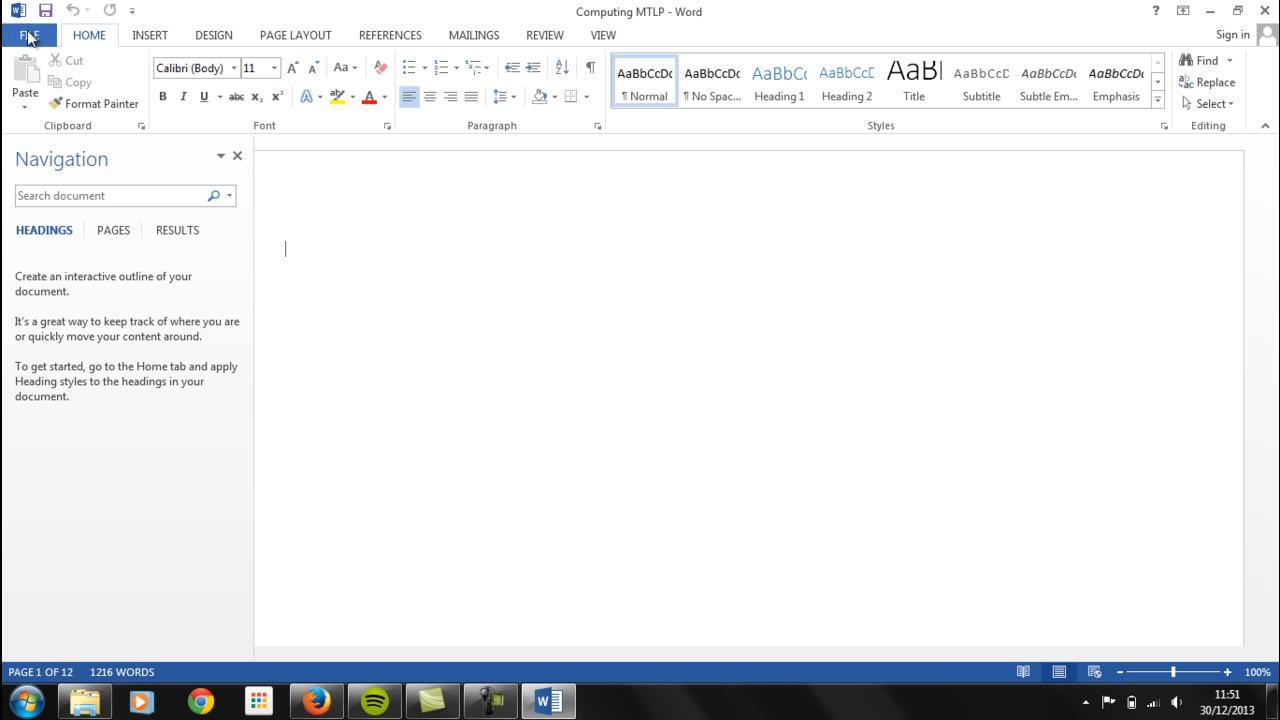 Computing MTLP - Word
?
FILE HOME INSERT DESIGN PAGE LAYOUT REFERENCES MAILINGS REVIEW VIEW Sign in
Cut
Copy
Format Painter
Paste
Clipboard
Calibri (Body) 11
Aa
B I U abc x₂ x²
A A
Font
Paragraph
AaBbCcDc AaBbCcDc AaBbCc AaBbCcD AaBl AaBbCcD AaBbCcDc AaBbCcDc
¶ Normal ¶ No Spac... Heading 1 Heading 2 Title Subtitle Subtle Em... Emphasis
Styles
Find
Replace
Select
Editing
Navigation
Search document
HEADINGS PAGES RESULTS
Create an interactive outline of your
document.
It's a great way to keep track of where you are
or quickly move your content around.
To get started, go to the Home tab and apply
Heading styles to the headings in your
document.
PAGE 1 OF 12 1216 WORDS
100%
11:51
30/12/2013